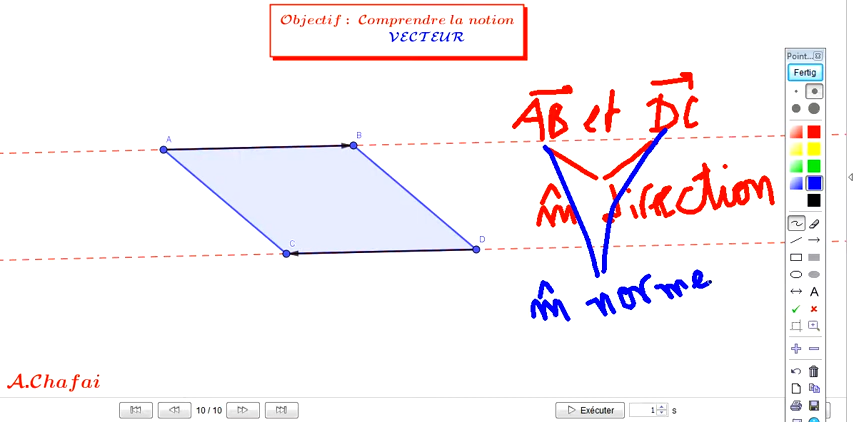 Objectif : Comprendre la notion
VECTEUR
Point...
Fertig
AB et DC
A
B
m̂ direction
C
D
m̂ norme
A
A.Chafai
10 / 10
Exécuter
1 s